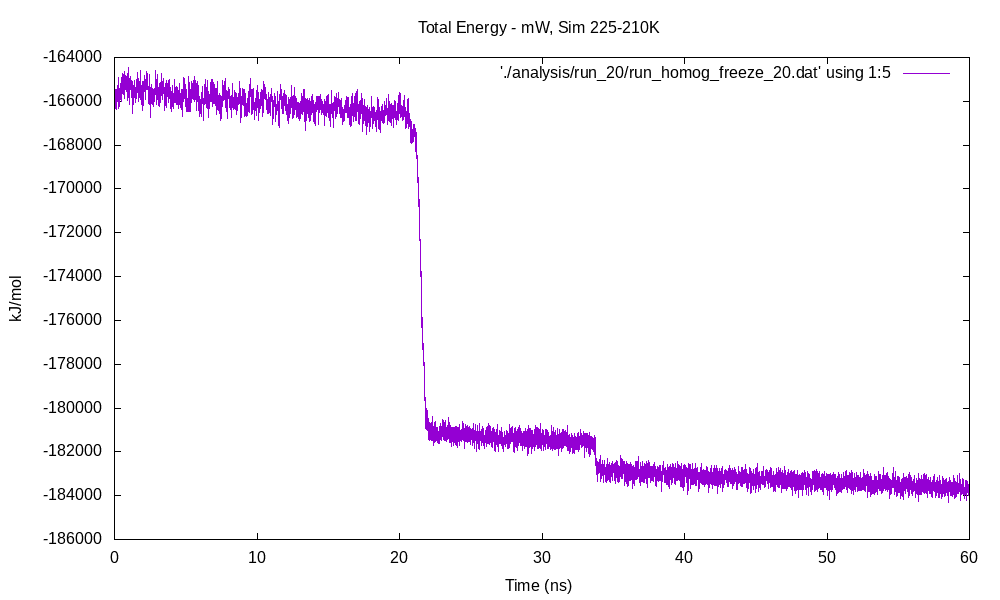 Total Energy - mW, Sim 225-210K
'./analysis/run_20/run_homog_freeze_20.dat' using 1:5
-164000
-166000
-168000
-170000
-172000
-174000
-176000
-178000
-180000
-182000
-184000
-186000
kJ/mol
0 10 20 30 40 50 60
Time (ns)